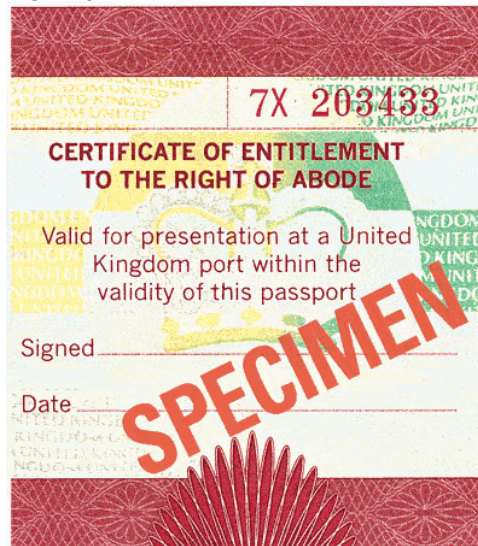 7X 203433
CERTIFICATE OF ENTITLEMENT
TO THE RIGHT OF ABODE
Valid for presentation at a United
Kingdom port within the
validity of this passport
Signed
Date
SPECIMEN